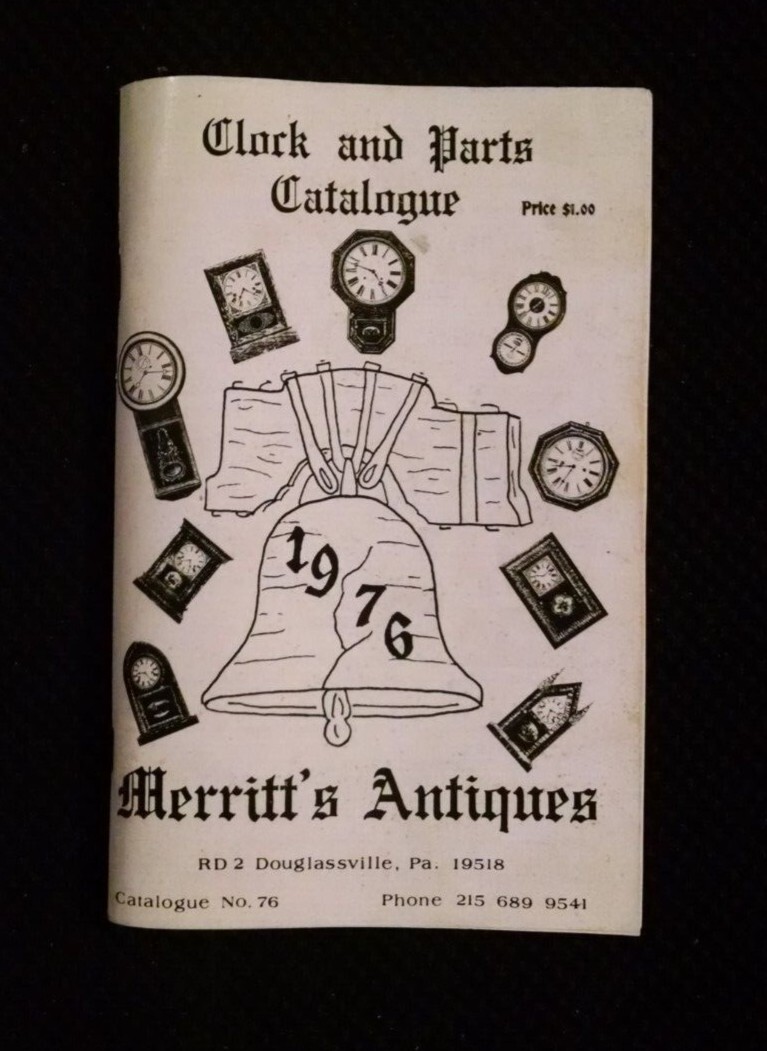 Clock and Parts
Catalogue
Price $1.00
1976
Merritt's Antiques
RD 2 Douglassville, Pa. 19518
Catalogue No. 76 Phone 215 689 9541